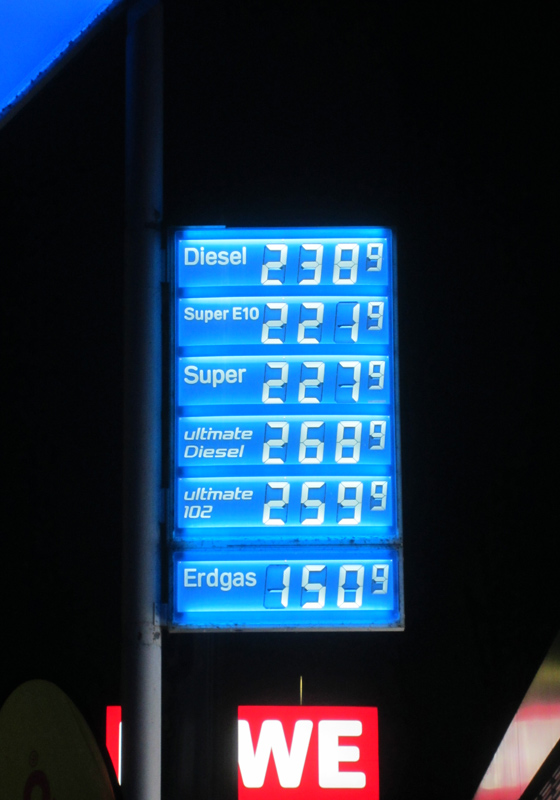 Diesel 238⁹
Super E10 221⁹
Super 227⁹
ultimate
Diesel 268⁹
ultimate
102 259⁹
Erdgas 150⁹
WE